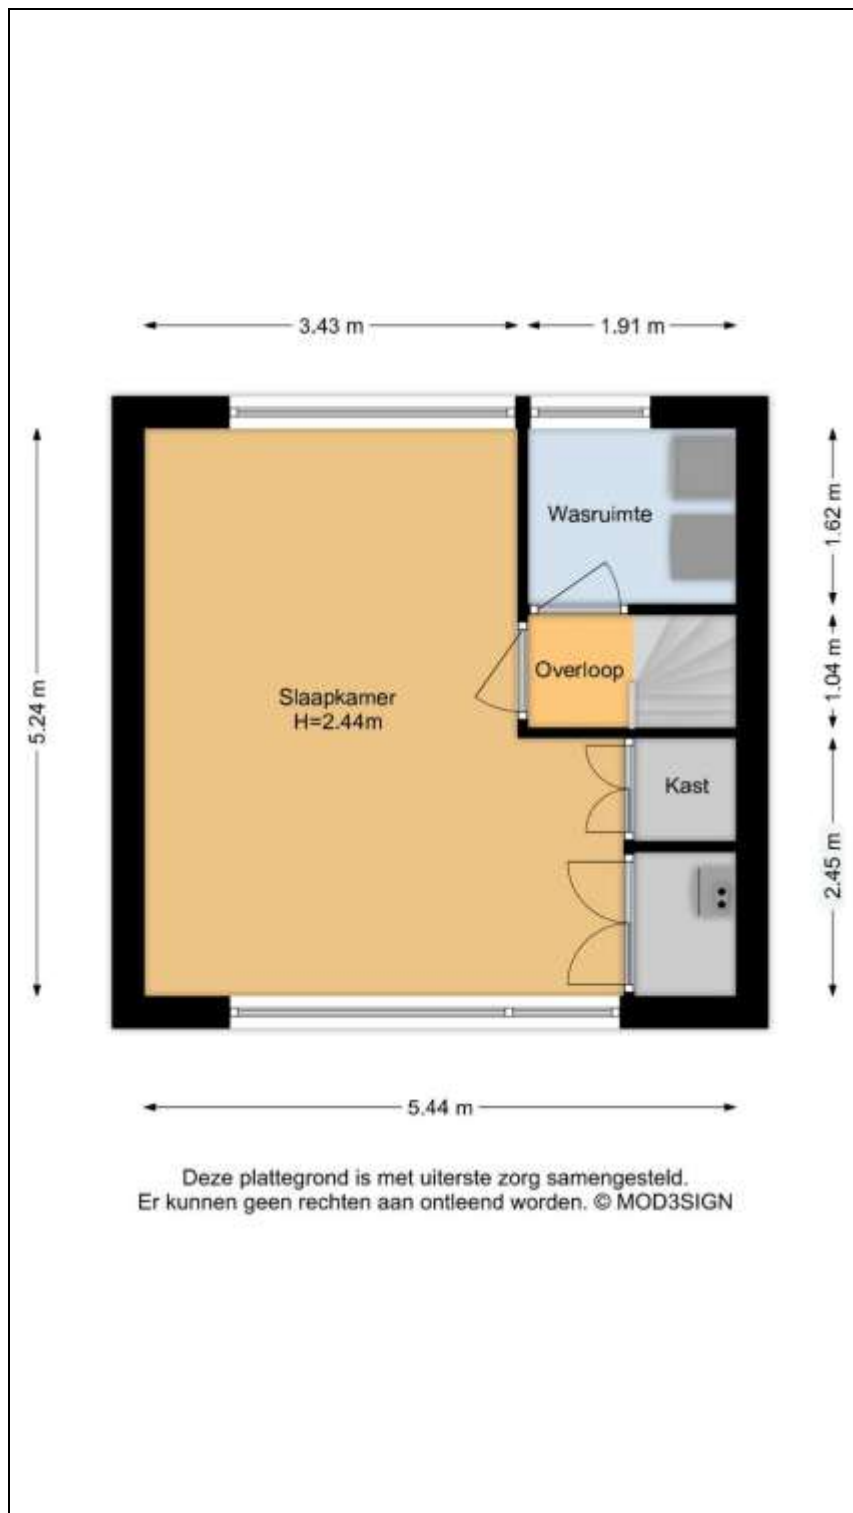 3.43 m
1.91 m
Wasruimte
1.62 m
Overloop
1.04 m
5.24 m
Slaapkamer
H=2.44m
Kast
2.45 m
5.44 m
Deze plattegrond is met uiterste zorg samengesteld.
Er kunnen geen rechten aan ontleend worden. © MOD3SIGN